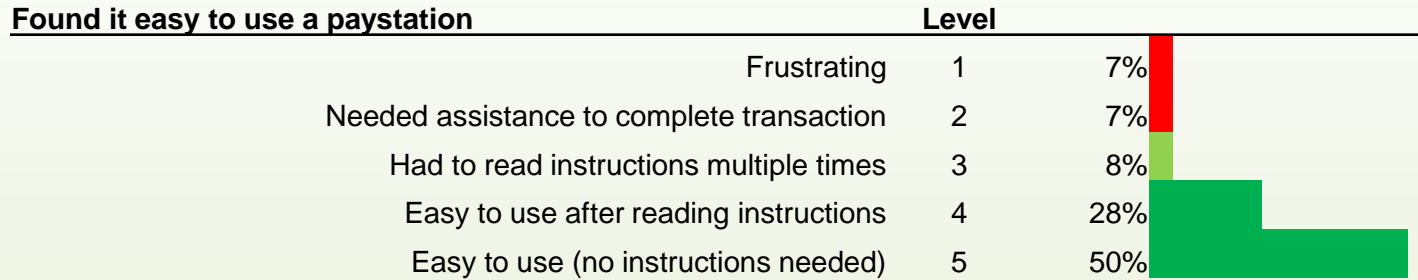 Found it easy to use a paystation Level
Frustrating 1 7%
Needed assistance to complete transaction 2 7%
Had to read instructions multiple times 3 8%
Easy to use after reading instructions 4 28%
Easy to use (no instructions needed) 5 50%